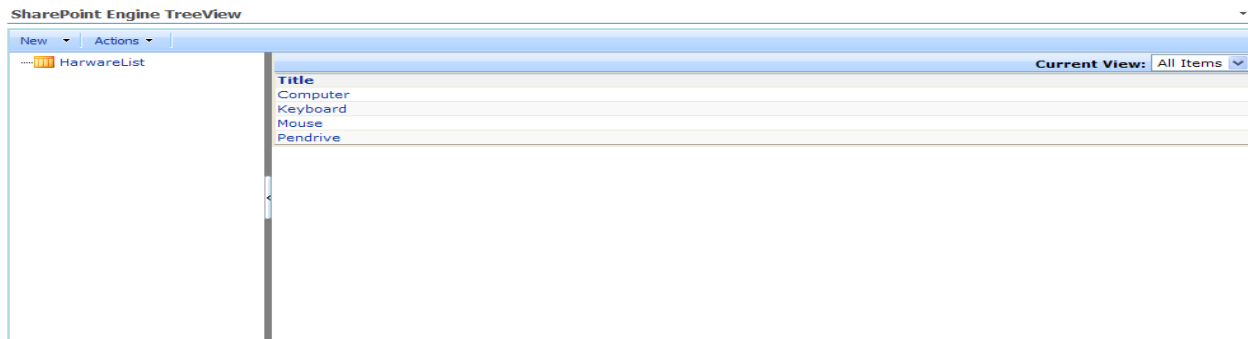 SharePoint Engine TreeView
New Actions
HarwareList
Current View: All Items
Title
Computer
Keyboard
Mouse
Pendrive